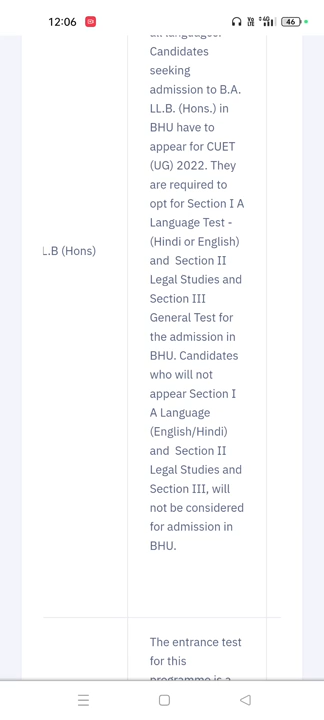 12:06
46
Candidates
seeking
admission to B.A.
LL.B. (Hons.) in
BHU have to
appear for CUET
(UG) 2022. They
are required to
opt for Section I A
Language Test -
(Hindi or English)
and Section II
L.B (Hons)
Legal Studies and
Section III
General Test for
the admission in
BHU. Candidates
who will not
appear Section I
A Language
(English/Hindi)
and Section II
Legal Studies and
Section III, will
not be considered
for admission in
BHU.
The entrance test
for this
programme is a